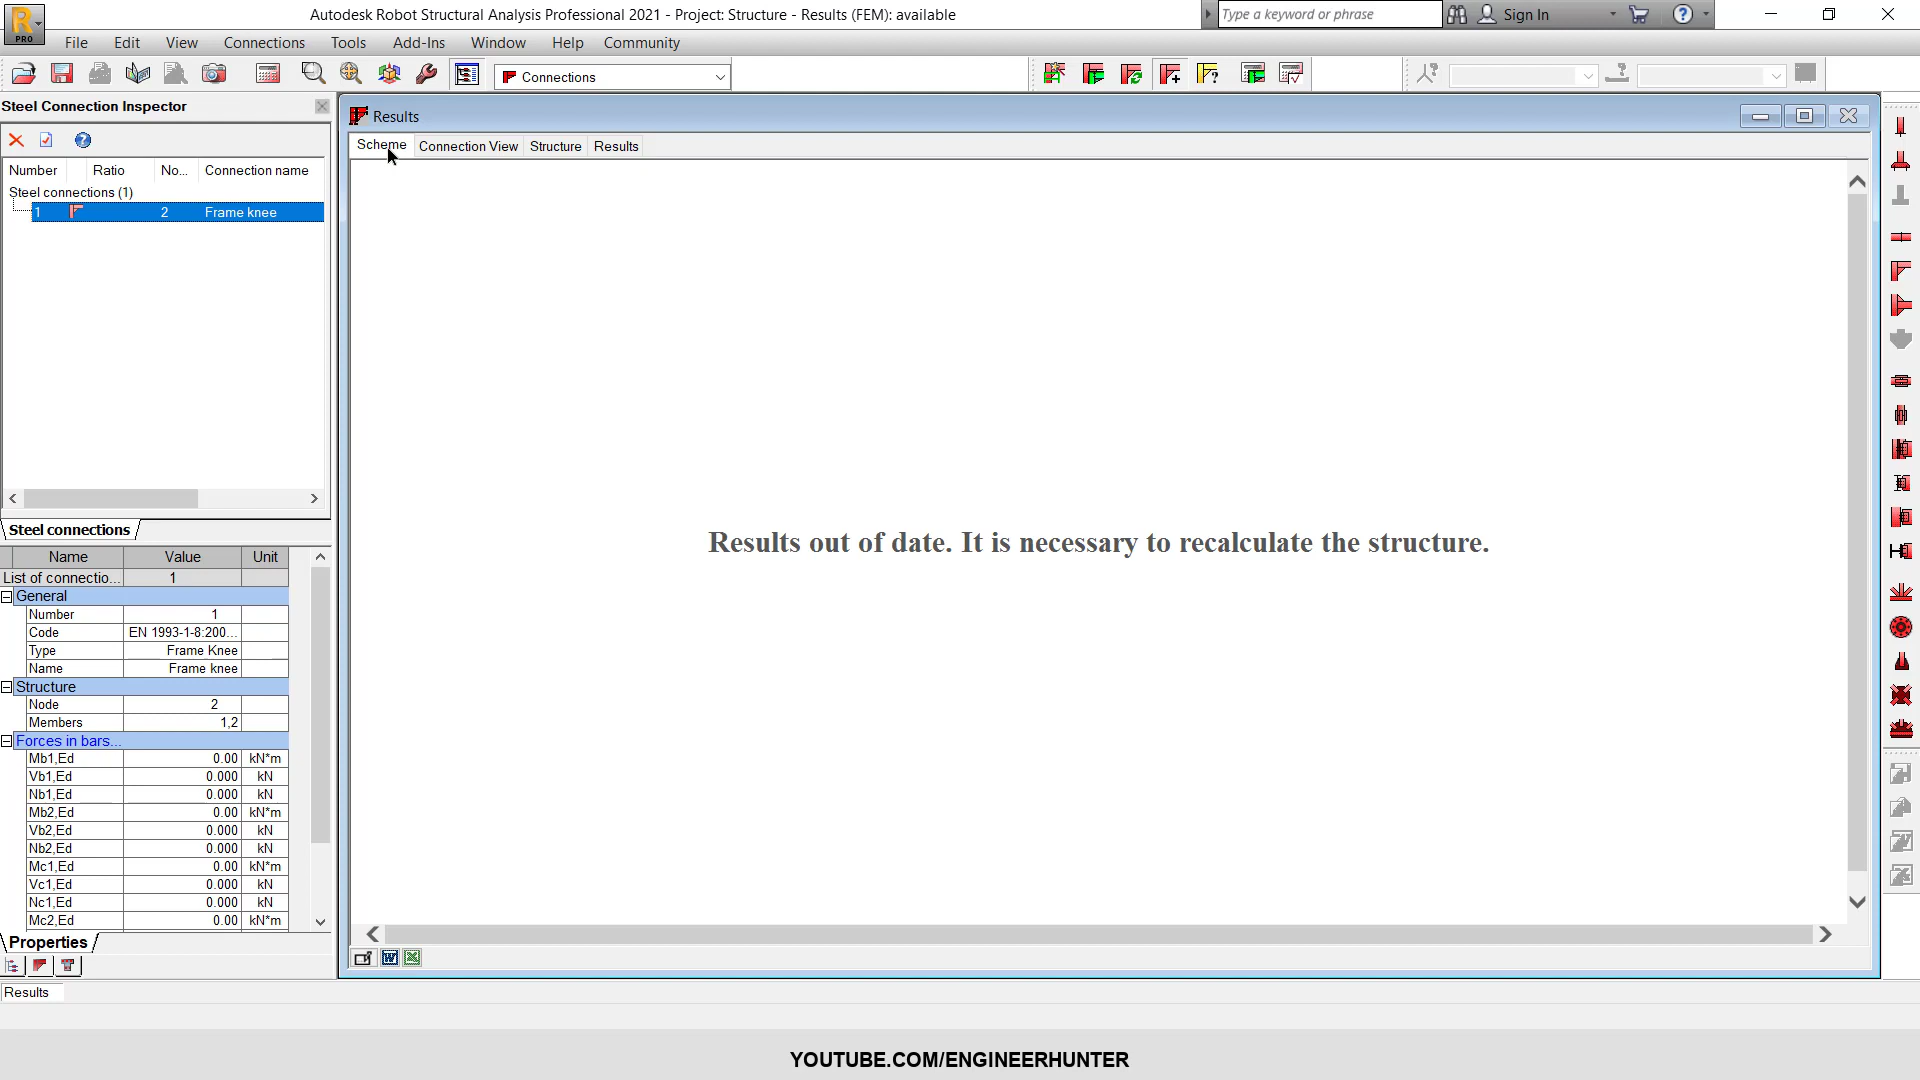 Autodesk Robot Structural Analysis Professional 2021 - Project: Structure - Results (FEM): available
Type a keyword or phrase
Sign In
PRO
File Edit View Connections Tools Add-Ins Window Help Community
Connections
Steel Connection Inspector
Number Ratio No... Connection name
Steel connections (1)
1 2 Frame knee
Steel connections
Name Value Unit
List of connectio... 1
General
Number 1
Code EN 1993-1-8:200...
Type Frame Knee
Name Frame knee
Structure
Node 2
Members 1,2
Forces in bars...
Mb1,Ed 0.00 kN*m
Vb1,Ed 0.000 kN
Nb1,Ed 0.000 kN
Mb2,Ed 0.00 kN*m
Vb2,Ed 0.000 kN
Nb2,Ed 0.000 kN
Mc1,Ed 0.00 kN*m
Vc1,Ed 0.000 kN
Nc1,Ed 0.000 kN
Mc2,Ed 0.00 kN*m
Properties
Results
Scheme Connection View Structure Results
Results out of date. It is necessary to recalculate the structure.
Results
YOUTUBE.COM/ENGINEERHUNTER